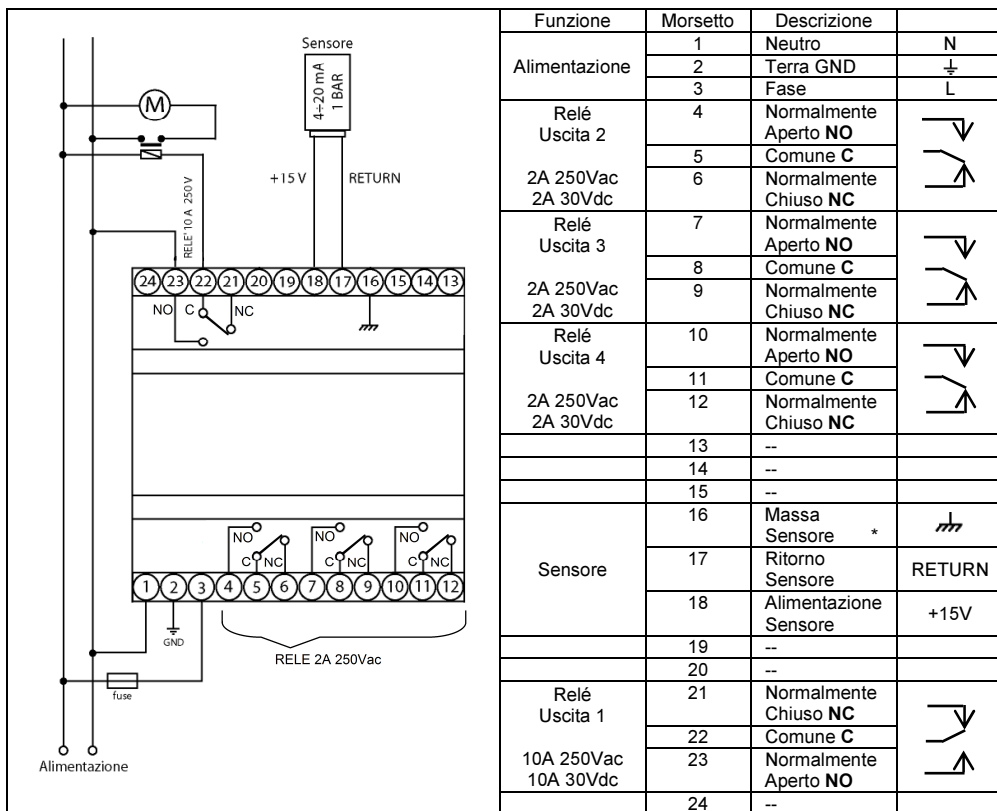 Sensore
4÷20 mA
1 BAR
M
+15 V
RETURN
RELE' 10 A 250 V
24 23 22 21 20 19 18 17 16 15 14 13
NO C NC
NO NO NO
C NC C NC C NC
1 2 3 4 5 6 7 8 9 10 11 12
GND
RELE 2A 250Vac
fuse
Alimentazione
Funzione Morsetto Descrizione
Alimentazione
1 Neutro N
2 Terra GND
3 Fase L
Relé
Uscita 2
2A 250Vac
2A 30Vdc
4 Normalmente
Aperto NO
5 Comune C
6 Normalmente
Chiuso NC
Relé
Uscita 3
2A 250Vac
2A 30Vdc
7 Normalmente
Aperto NO
8 Comune C
9 Normalmente
Chiuso NC
Relé
Uscita 4
2A 250Vac
2A 30Vdc
10 Normalmente
Aperto NO
11 Comune C
12 Normalmente
Chiuso NC
13 --
14 --
15 --
Sensore
16 Massa
Sensore *
17 Ritorno
Sensore RETURN
18 Alimentazione
Sensore +15V
19 --
20 --
Relé
Uscita 1
10A 250Vac
10A 30Vdc
21 Normalmente
Chiuso NC
22 Comune C
23 Normalmente
Aperto NO
24 --